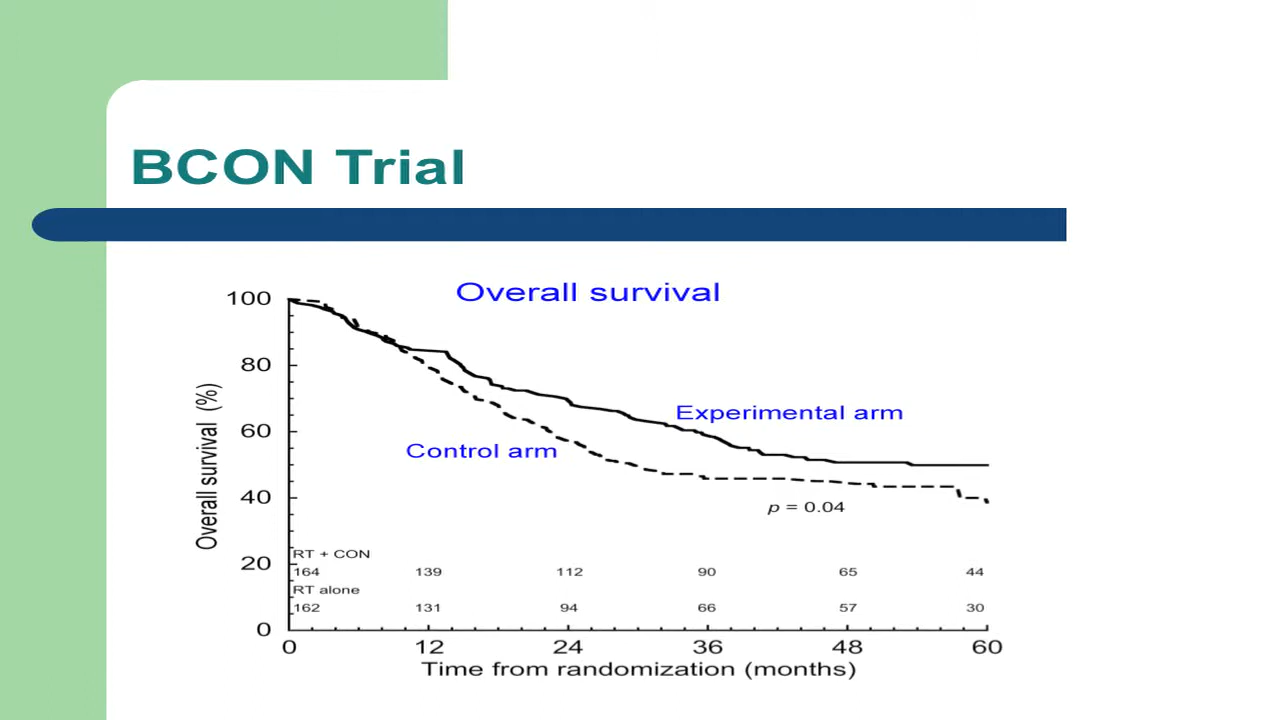 BCON Trial
Overall survival
100
80
60
40
20
0
Overall survival (%)
Experimental arm
Control arm
p = 0.04
RT + CON
164 139 112 90 65 44
RT alone
162 131 94 66 57 30
0 12 24 36 48 60
Time from randomization (months)